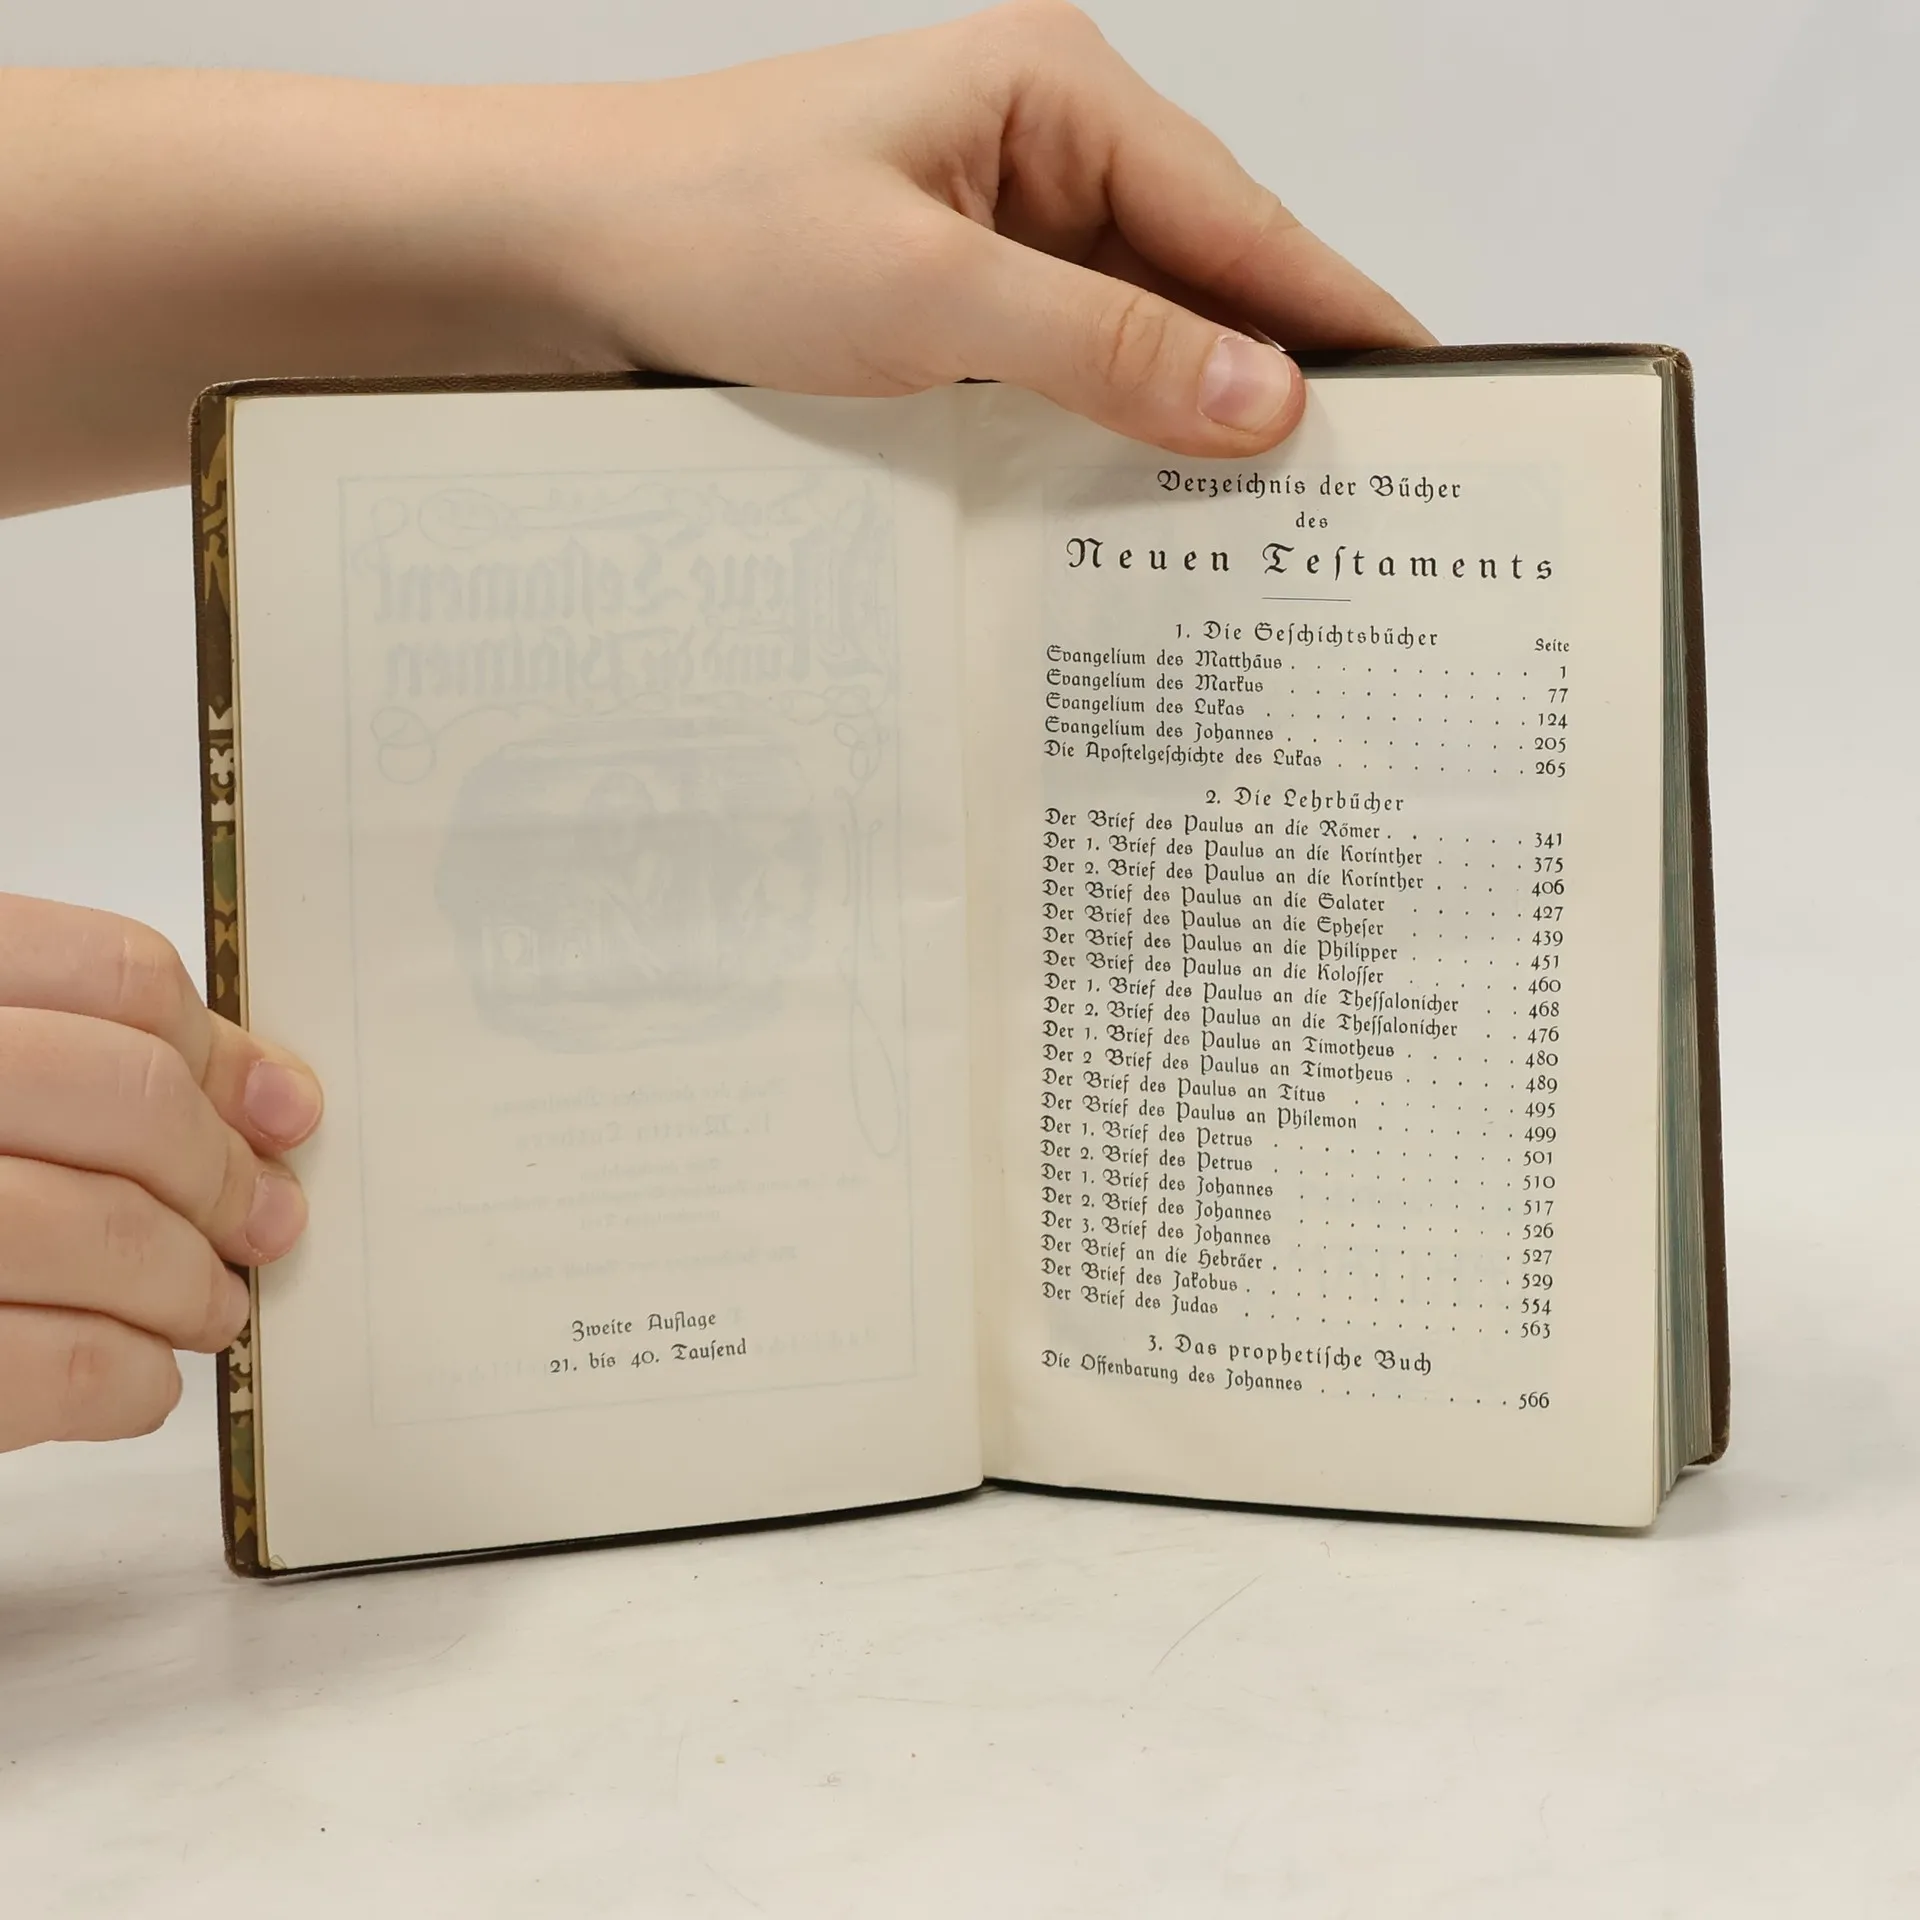 Zweite Auflage
21. bis 40. Tauſend
Verzeichnis der Bücher
des
Neuen Teſtaments
1. Die Geſchichtsbücher
Seite
Evangelium des Matthäus . . . . . . . . . . 1
Evangelium des Markus . . . . . . . . . . 77
Evangelium des Lukas . . . . . . . . . . . 124
Evangelium des Johannes . . . . . . . . . . 205
Die Apoſtelgeſchichte des Lukas . . . . . . . . 265
2. Die Lehrbücher
Der Brief des Paulus an die Römer . . . . . . 341
Der 1. Brief des Paulus an die Korinther . . . . 375
Der 2. Brief des Paulus an die Korinther . . . 406
Der Brief des Paulus an die Galater . . . . . 427
Der Brief des Paulus an die Epheſer . . . . . 439
Der Brief des Paulus an die Philipper . . . . . 451
Der Brief des Paulus an die Koloſſer . . . . . 460
Der 1. Brief des Paulus an die Theſſalonicher . . 468
Der 2. Brief des Paulus an die Theſſalonicher . . 476
Der 1. Brief des Paulus an Timotheus . . . . . 480
Der 2 Brief des Paulus an Timotheus . . . . . 489
Der Brief des Paulus an Titus . . . . . . . 495
Der Brief des Paulus an Philemon . . . . . . 499
Der 1. Brief des Petrus . . . . . . . . . . 501
Der 2. Brief des Petrus . . . . . . . . . . 510
Der 1. Brief des Johannes . . . . . . . . . 517
Der 2. Brief des Johannes . . . . . . . . . 526
Der 3. Brief des Johannes . . . . . . . . . 527
Der Brief an die Hebräer . . . . . . . . . . 529
Der Brief des Jakobus . . . . . . . . . . . 554
Der Brief des Judas . . . . . . . . . . . 563
3. Das prophetiſche Buch
Die Offenbarung des Johannes . . . . . . . . 566